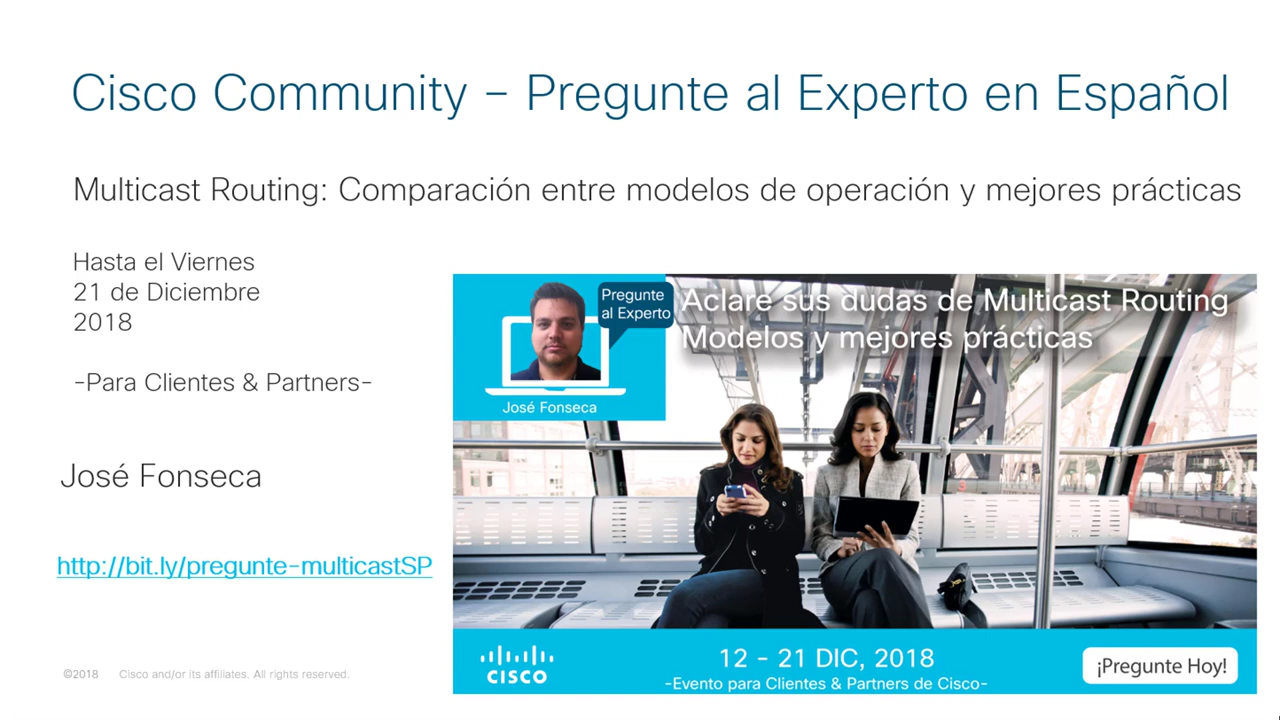 Cisco Community – Pregunte al Experto en Español
Multicast Routing: Comparación entre modelos de operación y mejores prácticas
Hasta el Viernes
21 de Diciembre
2018
-Para Clientes & Partners-
José Fonseca
http://bit.ly/pregunte-multicastSP
Pregunte
al Experto
José Fonseca
Aclare sus dudas de Multicast Routing
Modelos y mejores prácticas
CISCO
12 - 21 DIC, 2018
-Evento para Clientes & Partners de Cisco-
¡Pregunte Hoy!
©2018 Cisco and/or its affiliates. All rights reserved.